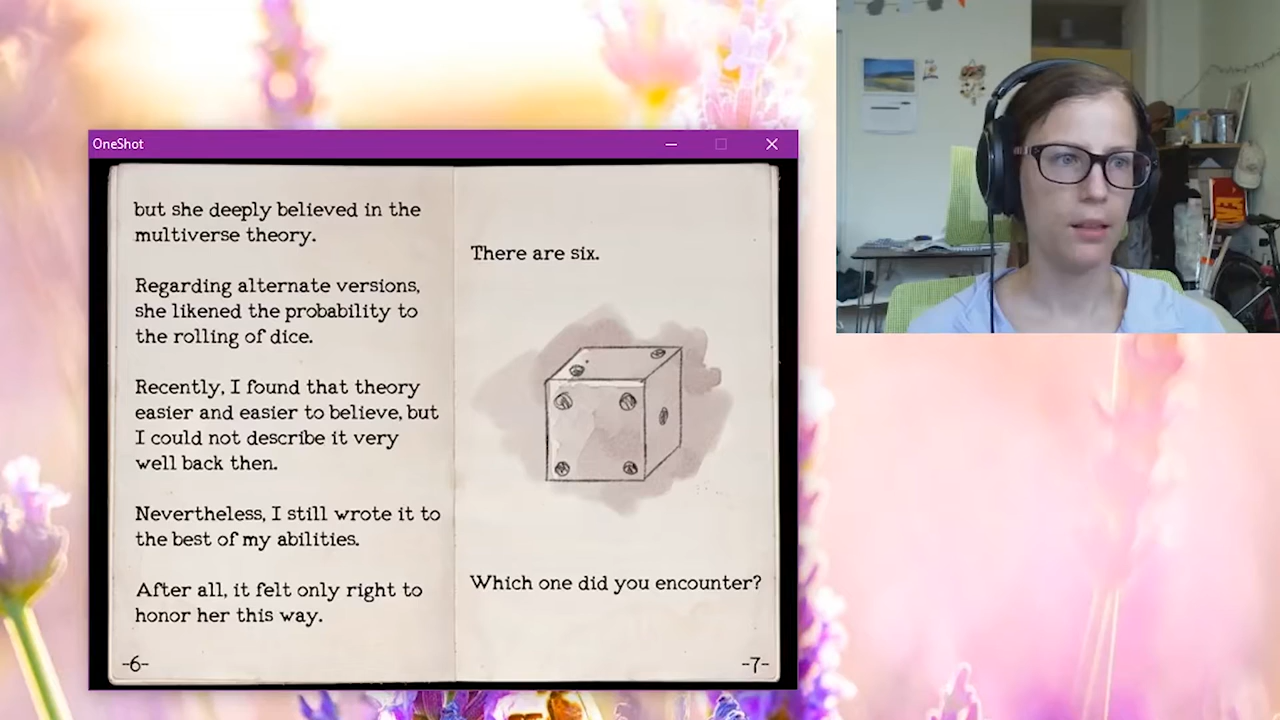 OneShot
but she deeply believed in the
multiverse theory.
Regarding alternate versions,
she likened the probability to
the rolling of dice.
Recently, I found that theory
easier and easier to believe, but
I could not describe it very
well back then.
Nevertheless, I still wrote it to
the best of my abilities.
After all, it felt only right to
honor her this way.
-6-
There are six.
Which one did you encounter?
-7-